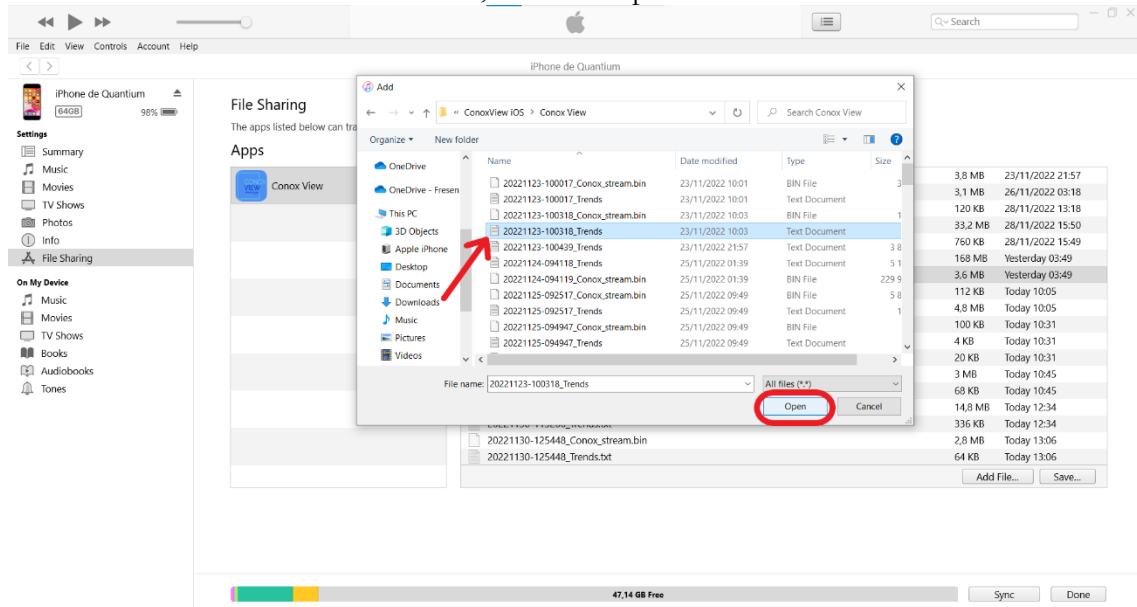 Search
File Edit View Controls Account Help
iPhone de Quantium
iPhone de Quantium
64GB 98%
Settings
Summary
Music
Movies
TV Shows
Photos
Info
File Sharing
On My Device
Music
Movies
TV Shows
Books
Audiobooks
Tones
File Sharing
The apps listed below can tra
Apps
Conox View
VIEW
Add
« ConoxView iOS > Conox View
Search Conox View
Organize New folder
OneDrive
OneDrive - Fresen
This PC
3D Objects
Apple iPhone
Desktop
Documents
Downloads
Music
Pictures
Videos
Name Date modified Type Size
20221123-100017_Conox_stream.bin 23/11/2022 10:01 BIN File 3
20221123-100017_Trends 23/11/2022 10:01 Text Document
20221123-100318_Conox_stream.bin 23/11/2022 10:03 BIN File 1
20221123-100318_Trends 23/11/2022 10:03 Text Document
20221123-100439_Trends 23/11/2022 21:57 Text Document 3 8
20221124-094118_Trends 25/11/2022 01:39 Text Document 5 1
20221124-094119_Conox_stream.bin 25/11/2022 01:39 BIN File 229 9
20221125-092517_Conox_stream.bin 25/11/2022 09:49 BIN File 5 8
20221125-092517_Trends 25/11/2022 09:49 Text Document 1
20221125-094947_Conox_stream.bin 25/11/2022 09:49 BIN File
20221125-094947_Trends 25/11/2022 09:49 Text Document
File name: 20221123-100318_Trends All files (*.*)
Open Cancel
3,8 MB 23/11/2022 21:57
3,1 MB 26/11/2022 03:18
120 KB 28/11/2022 13:18
33,2 MB 28/11/2022 15:50
760 KB 28/11/2022 15:49
168 MB Yesterday 03:49
3,6 MB Yesterday 03:49
112 KB Today 10:05
4,8 MB Today 10:05
100 KB Today 10:31
4 KB Today 10:31
20 KB Today 10:31
3 MB Today 10:45
68 KB Today 10:45
14,8 MB Today 12:34
336 KB Today 12:34
20221130-125448_Conox_stream.bin 2,8 MB Today 13:06
20221130-125448_Trends.txt 64 KB Today 13:06
Add File... Save...
47,14 GB Free
Sync Done